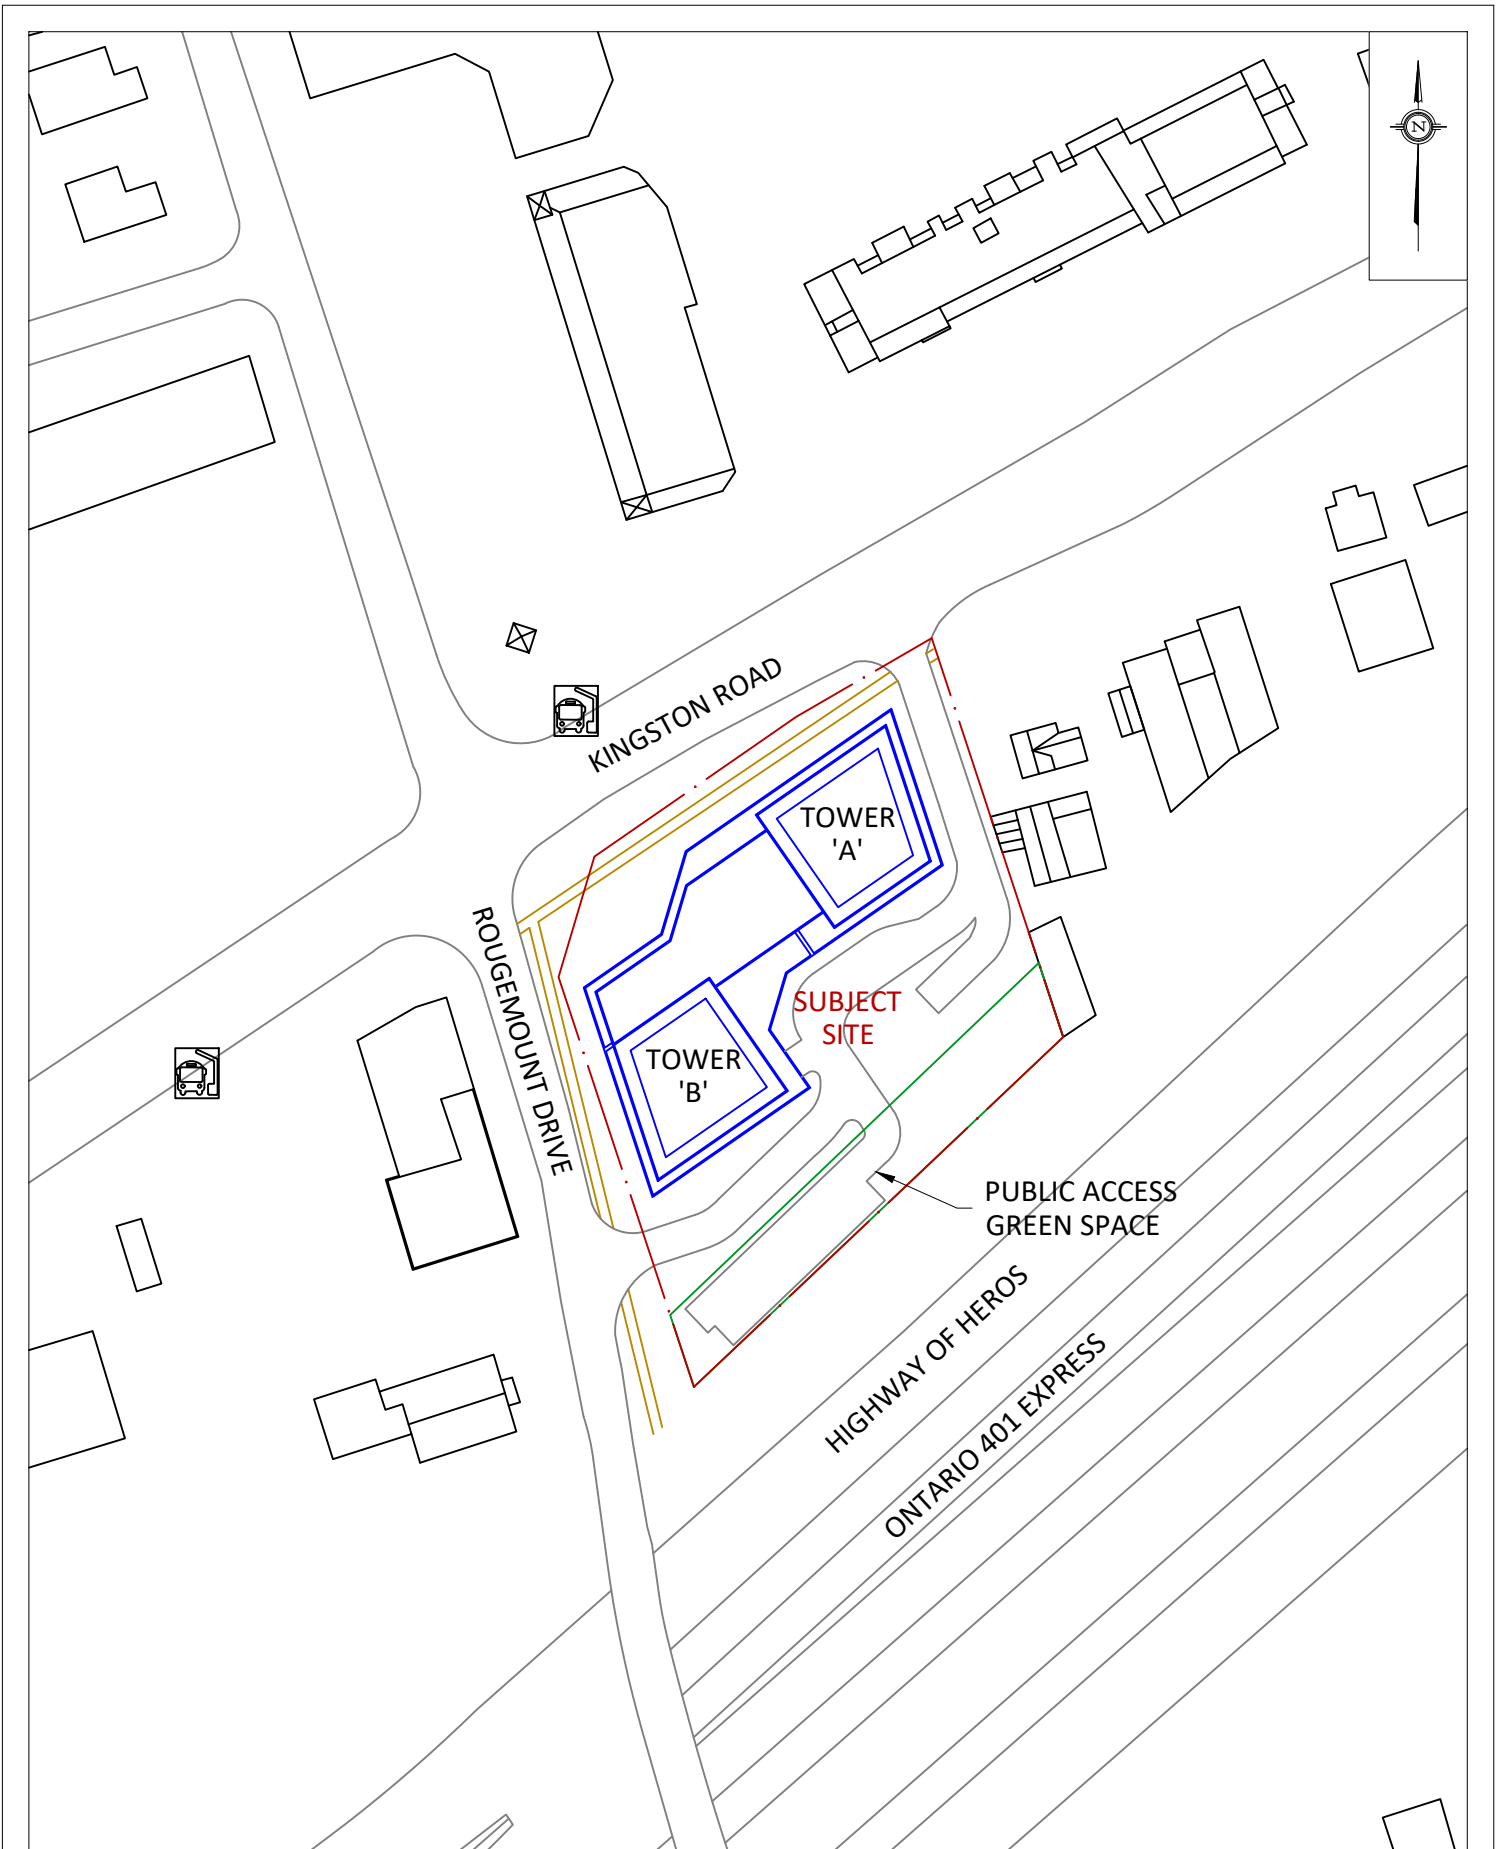 N
KINGSTON ROAD
TOWER
'A'
ROUGEMOUNT DRIVE
SUBJECT
SITE
TOWER
'B'
PUBLIC ACCESS
GREEN SPACE
HIGHWAY OF HEROS
ONTARIO 401 EXPRESS